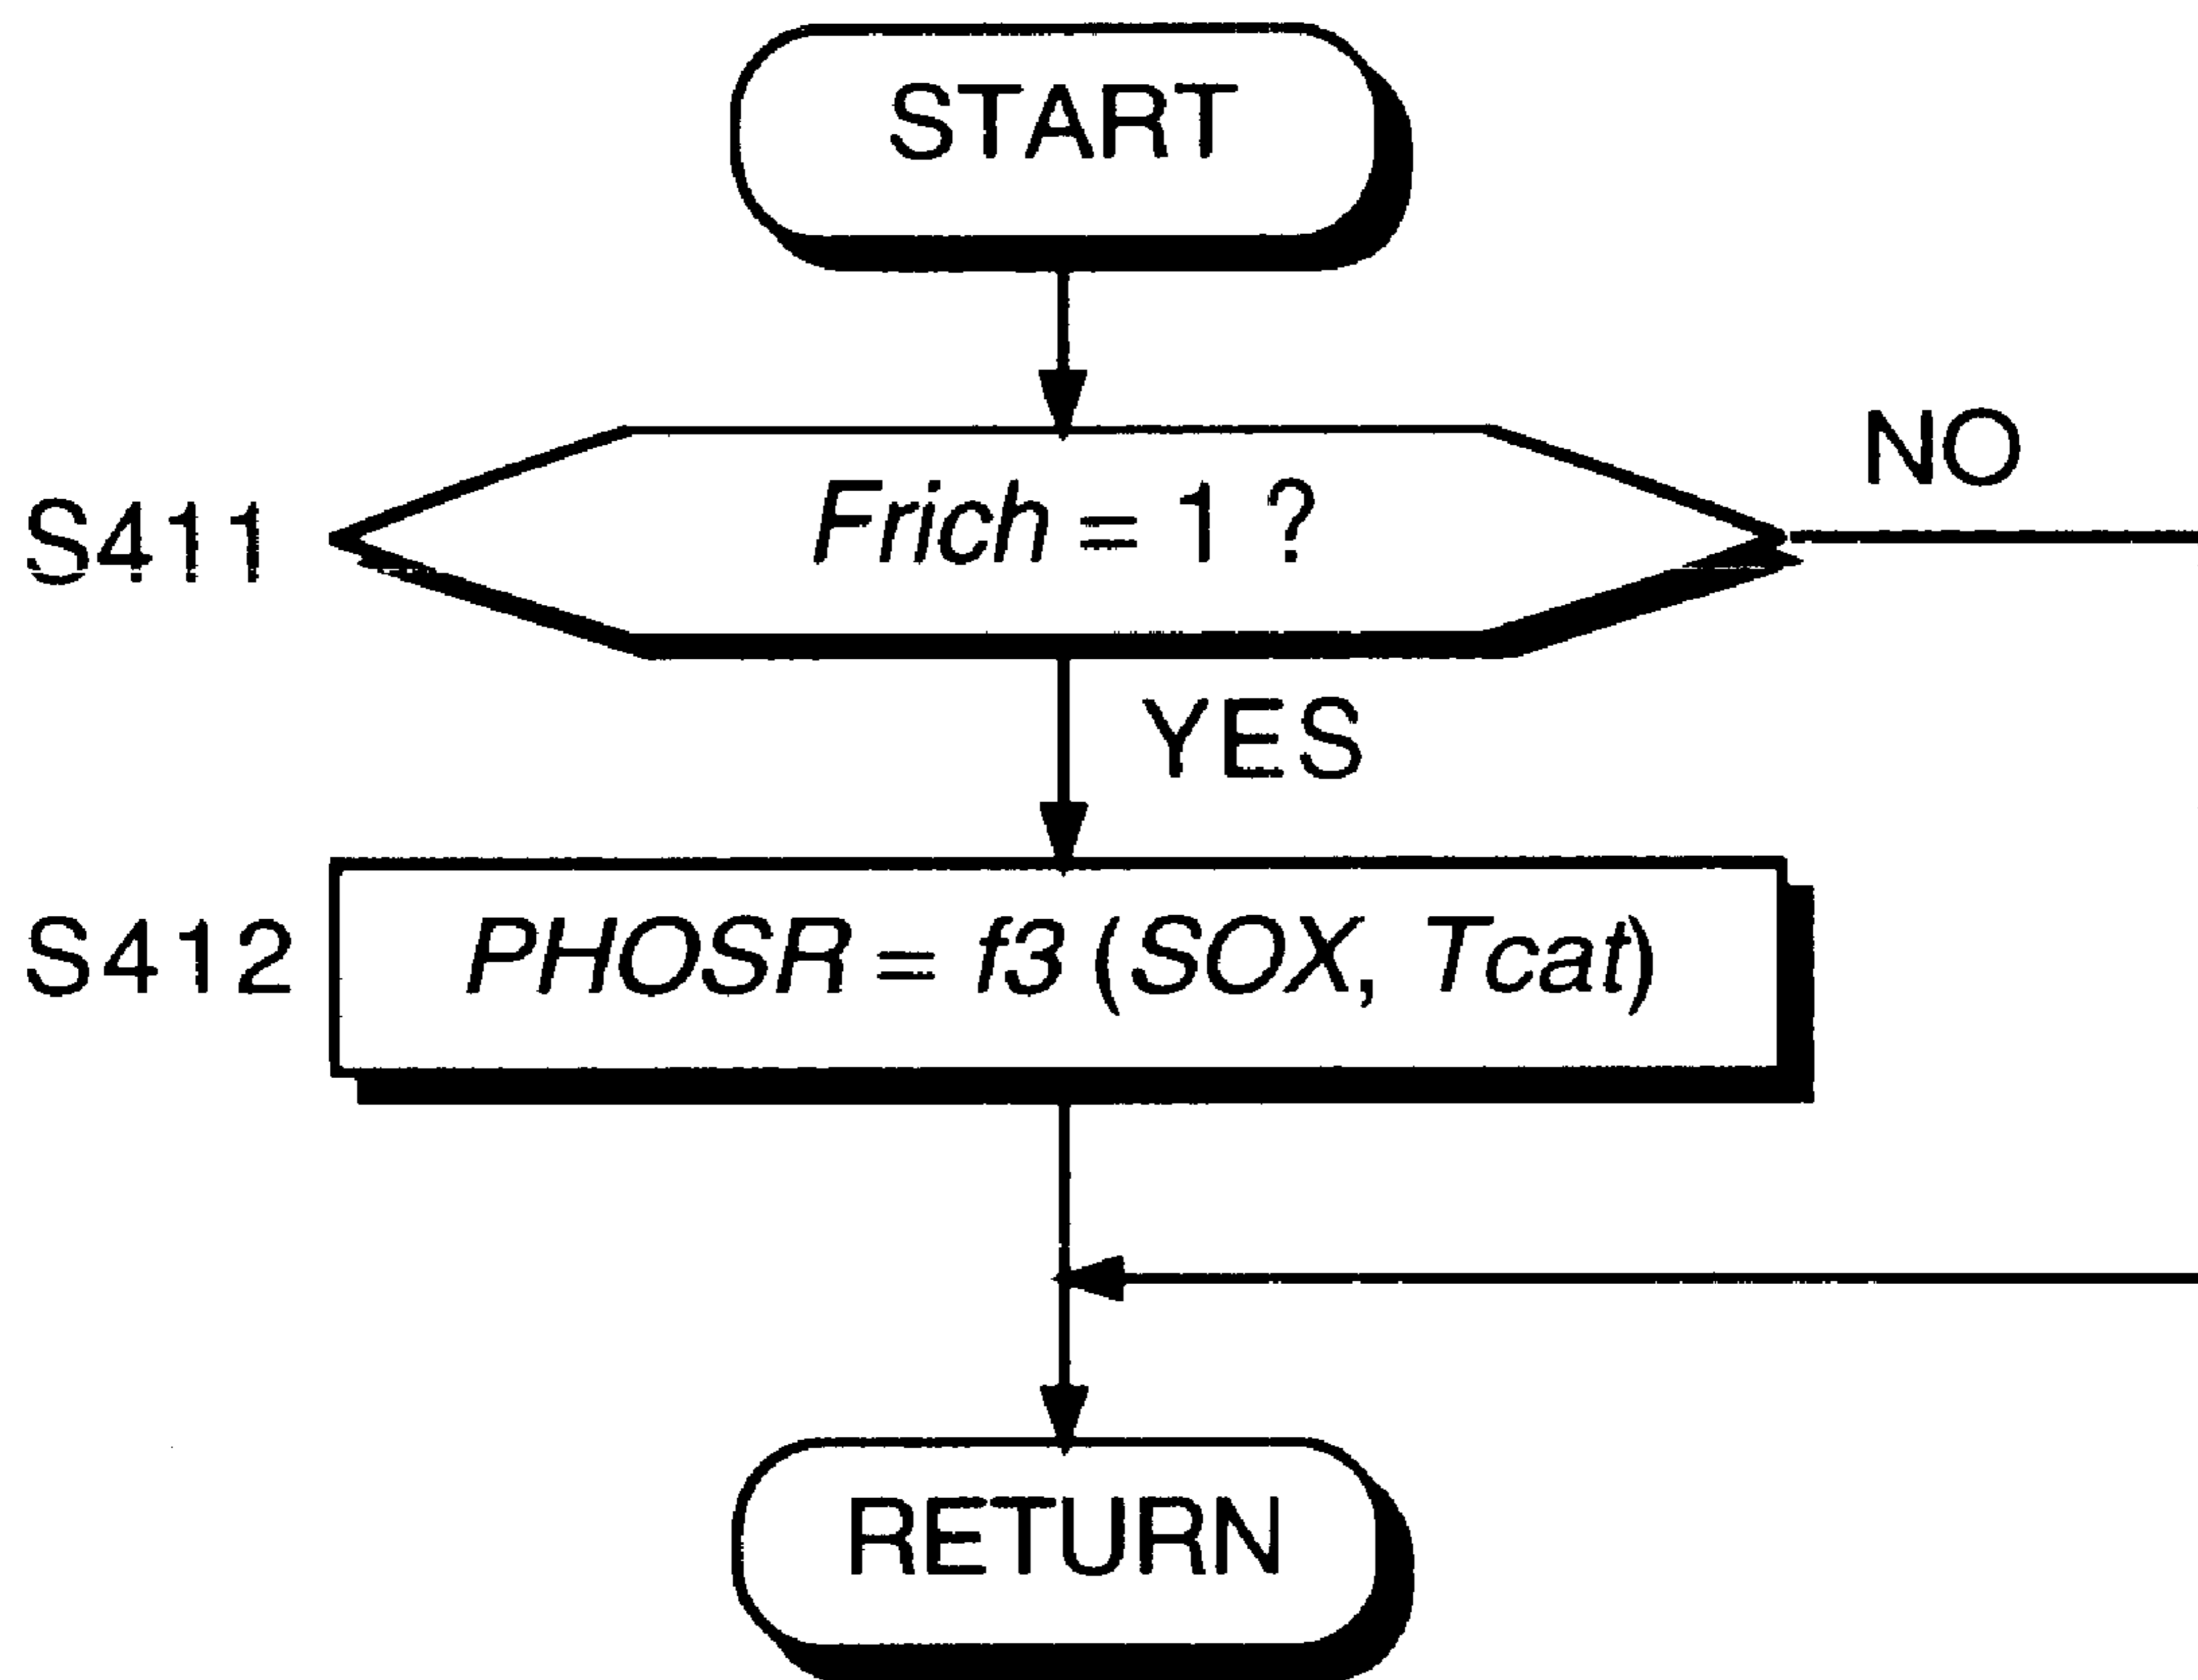 START
NO
S411 Frich = 1 ?
YES
S412 PHOSR = f3 (SOX, Tcat)
RETURN